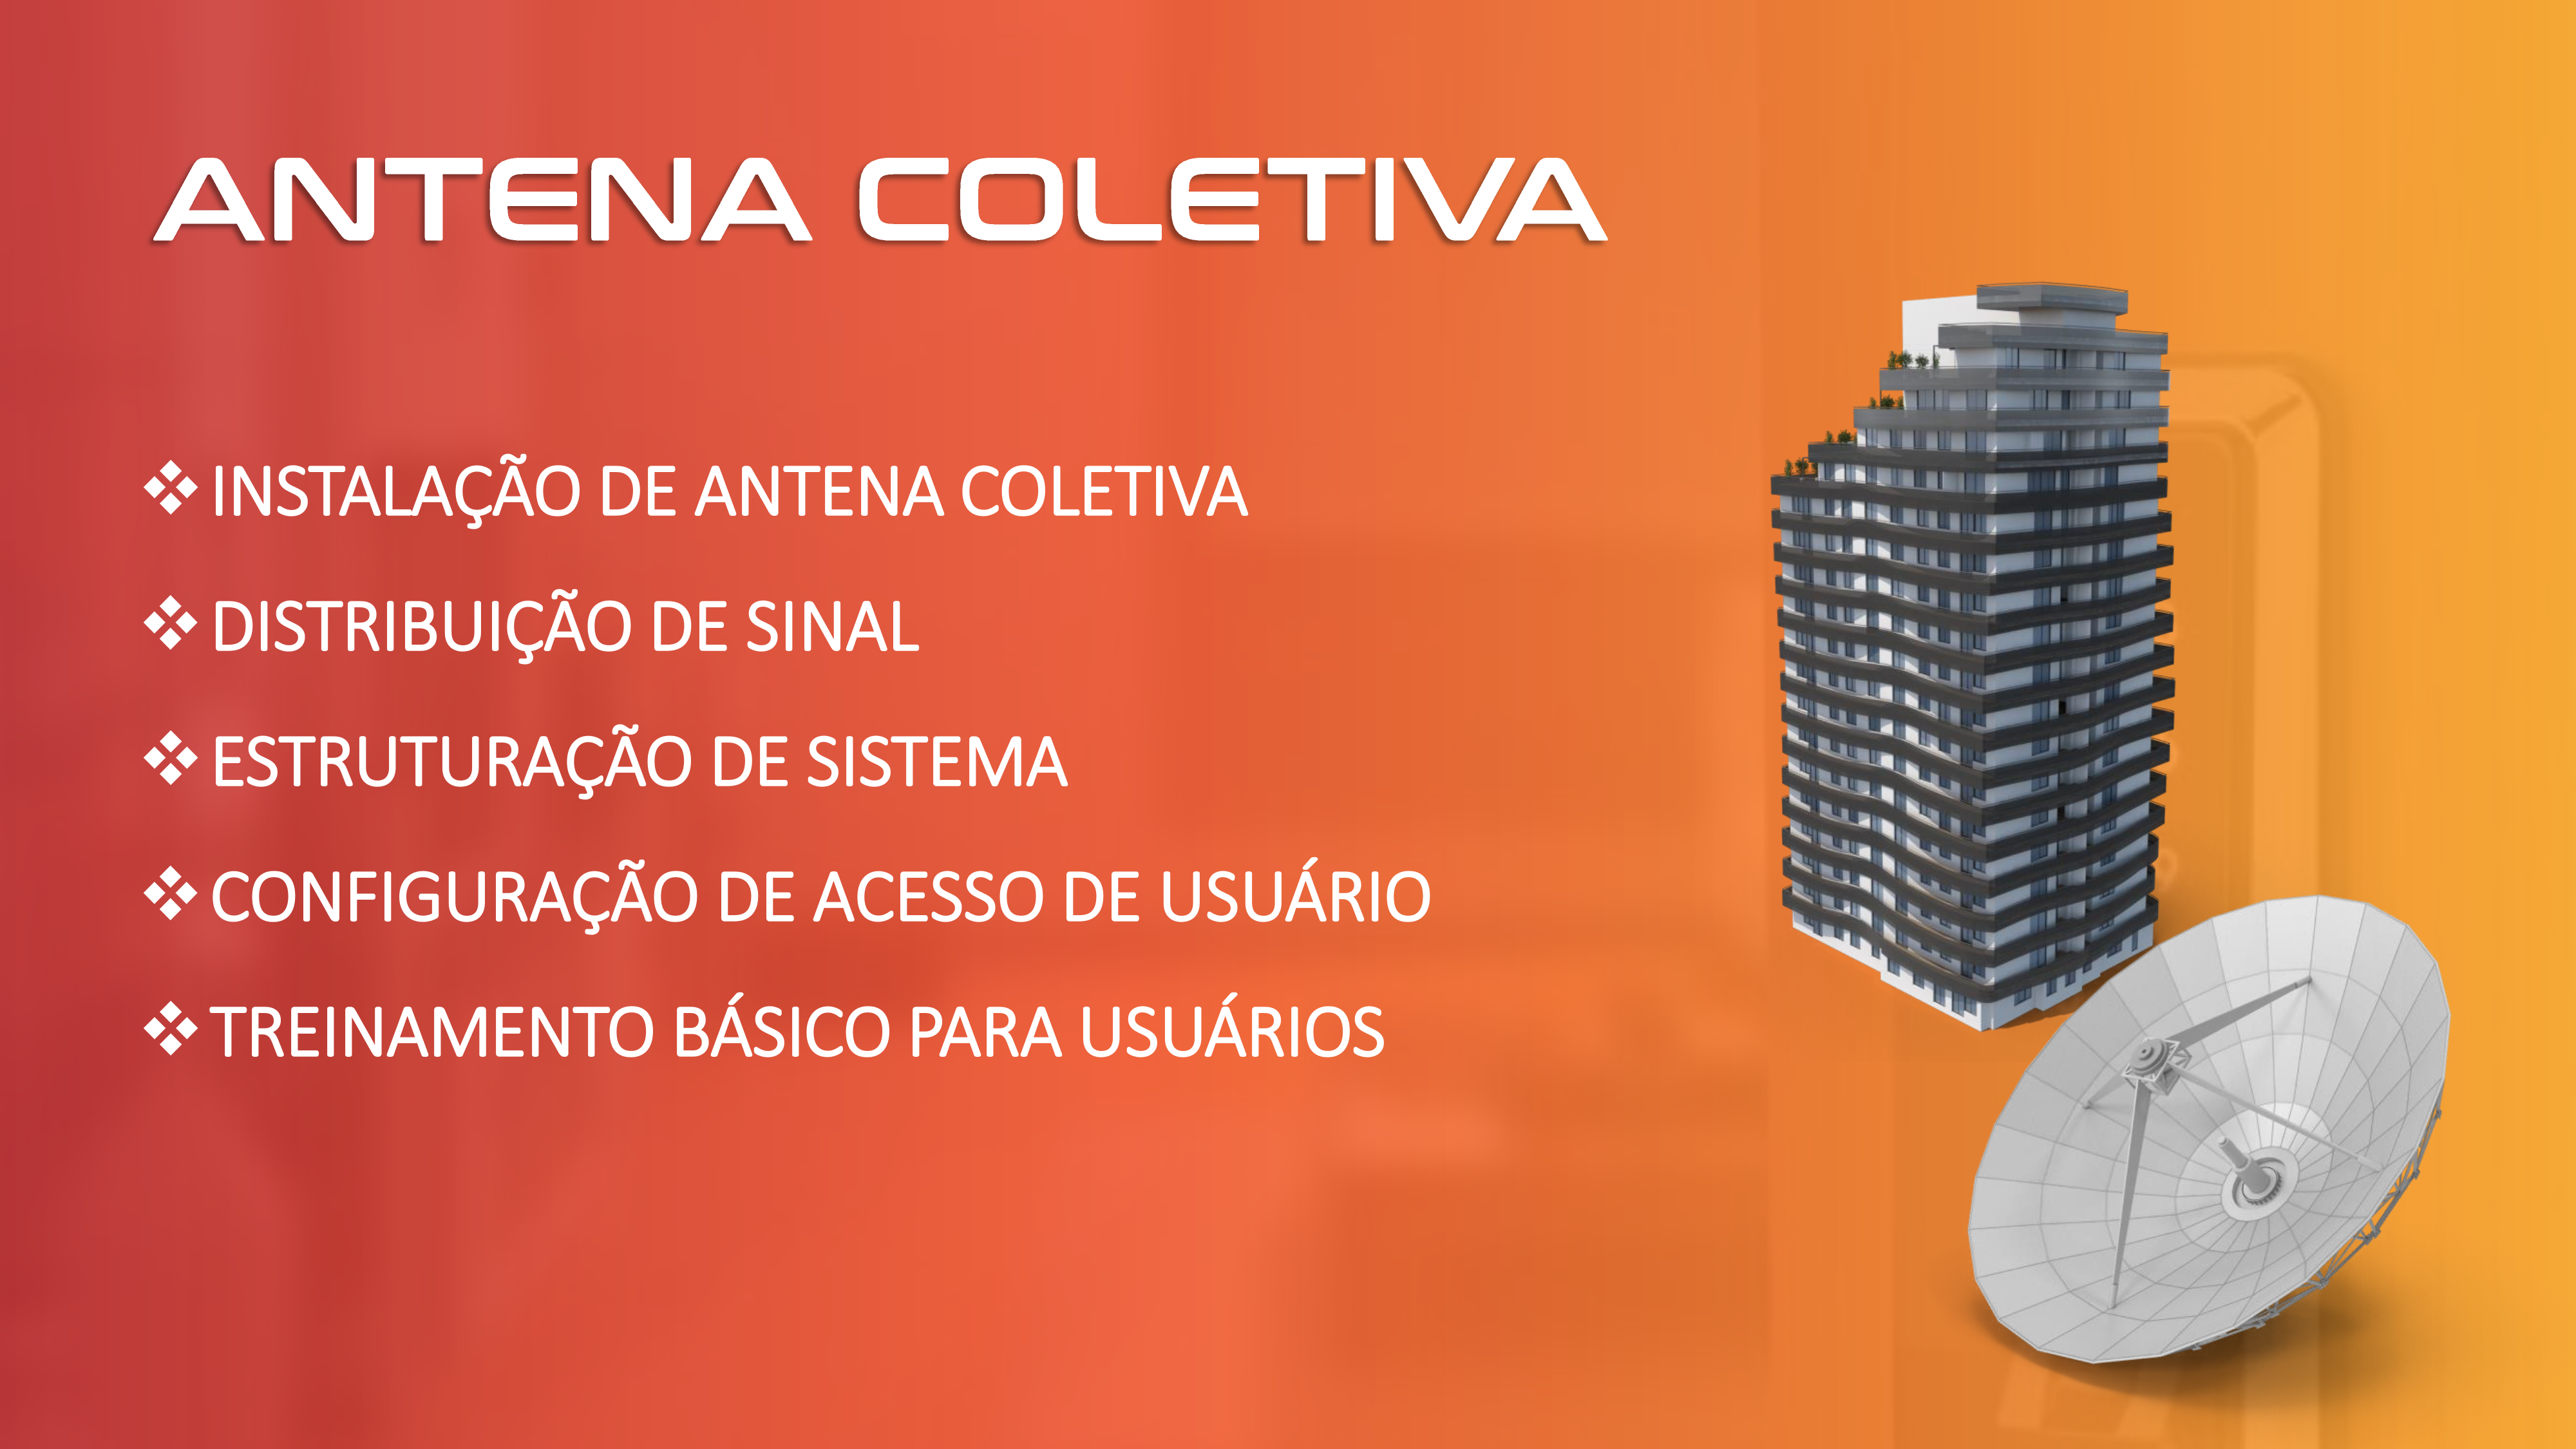 ANTENA COLETIVA
❖ INSTALAÇÃO DE ANTENA COLETIVA
❖ DISTRIBUIÇÃO DE SINAL
❖ ESTRUTURAÇÃO DE SISTEMA
❖ CONFIGURAÇÃO DE ACESSO DE USUÁRIO
❖ TREINAMENTO BÁSICO PARA USUÁRIOS